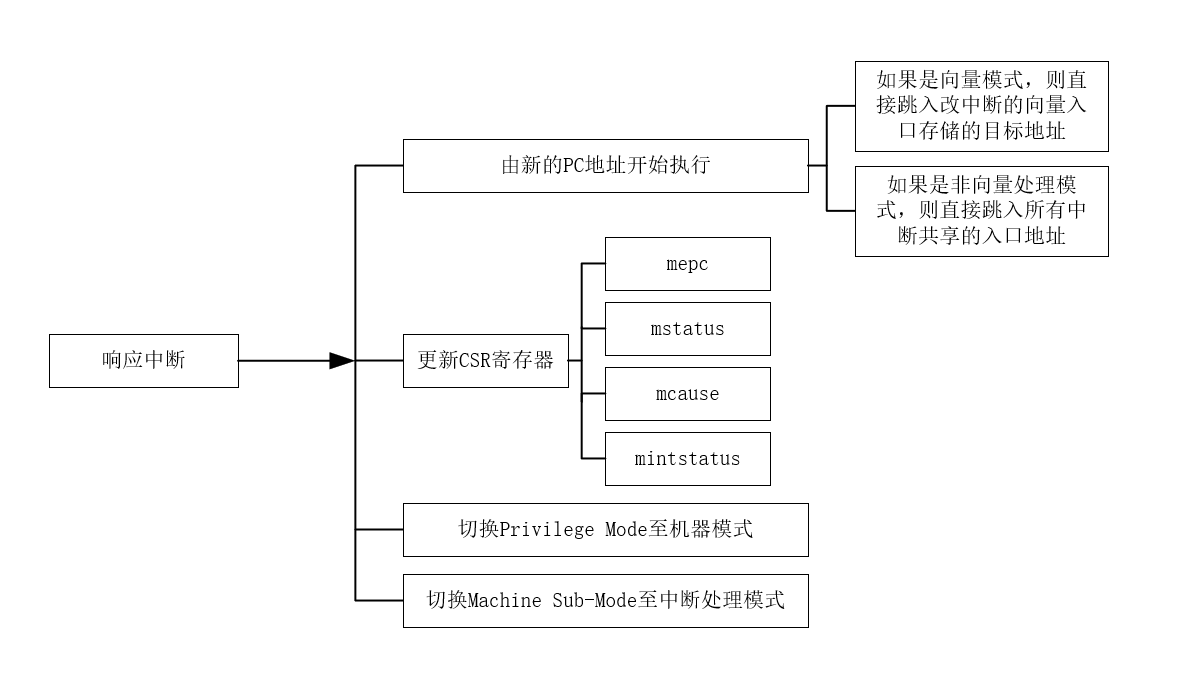 如果是向量模式，则直
接跳入改中断的向量入
口存储的目标地址
由新的PC地址开始执行
如果是非向量处理模
式，则直接跳入所有中
断共享的入口地址
mepc
mstatus
响应中断
更新CSR寄存器
mcause
mintstatus
切换Privilege Mode至机器模式
切换Machine Sub-Mode至中断处理模式